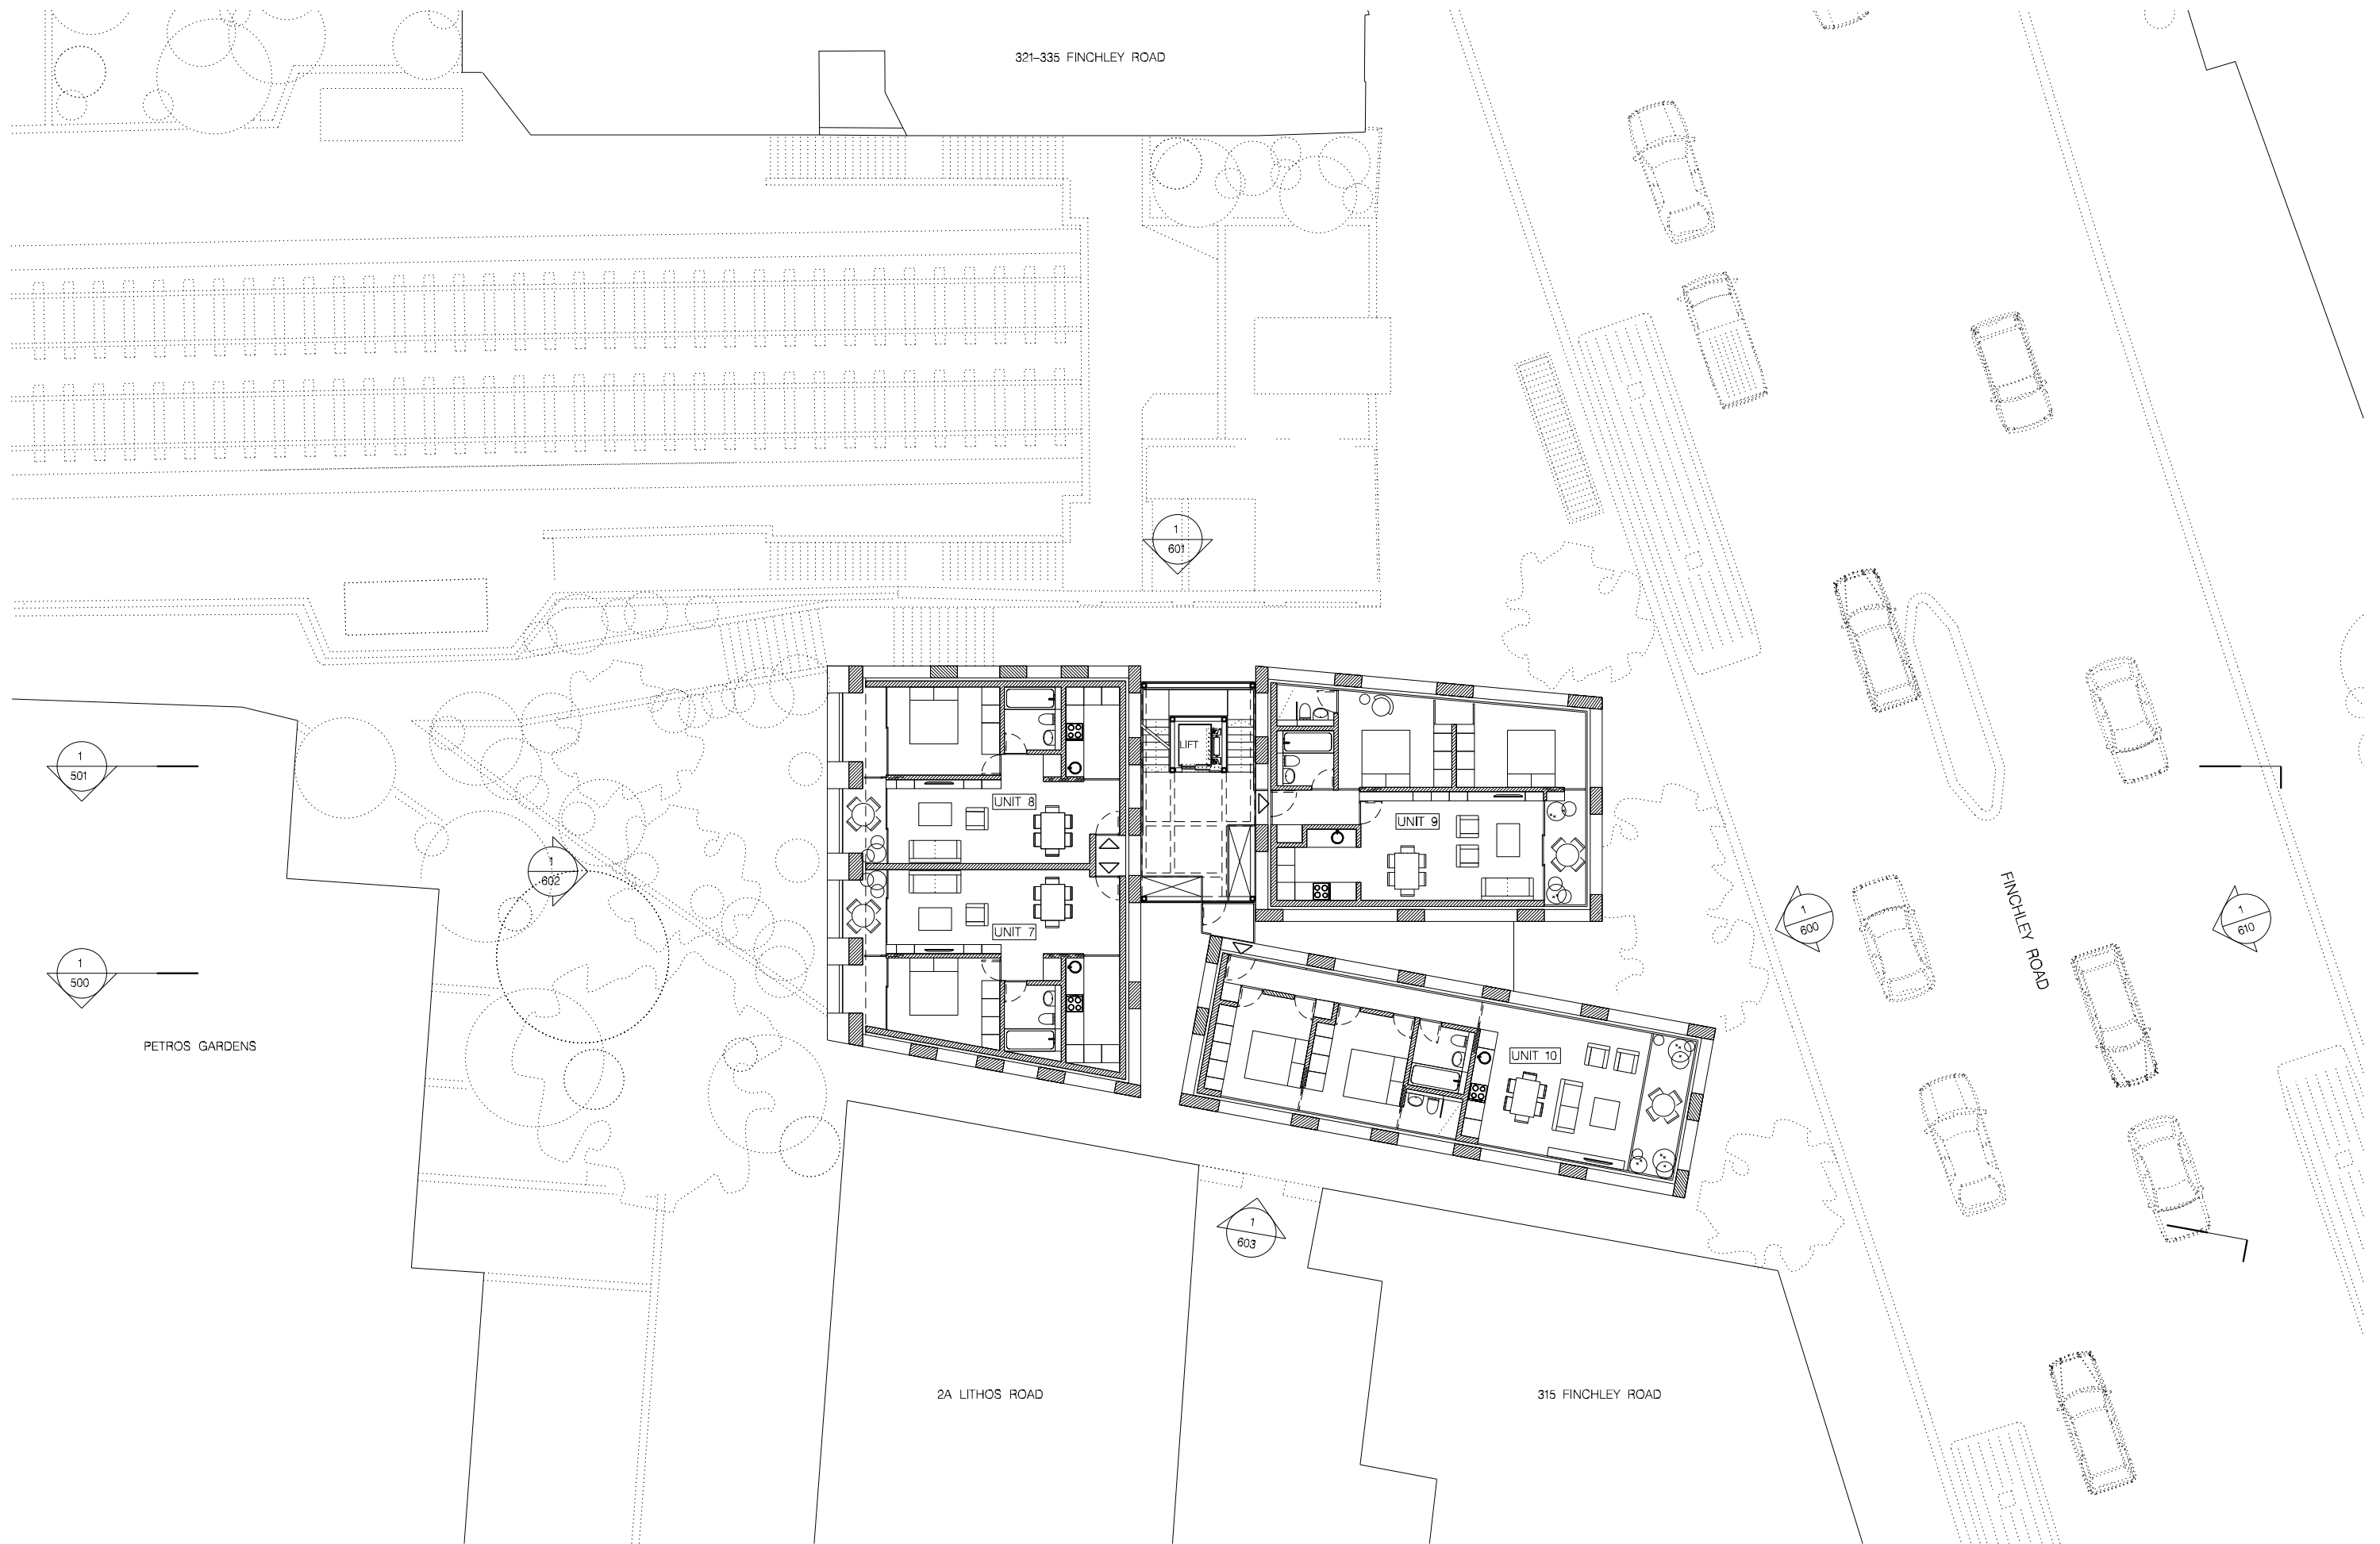 321-335 FINCHLEY ROAD
1
601
LIFT
1
501
UNIT 8
UNIT 9
1
602
1
600
FINCHLEY ROAD
1
610
UNIT 7
1
500
PETROS GARDENS
UNIT 10
1
603
2A LITHOS ROAD
315 FINCHLEY ROAD